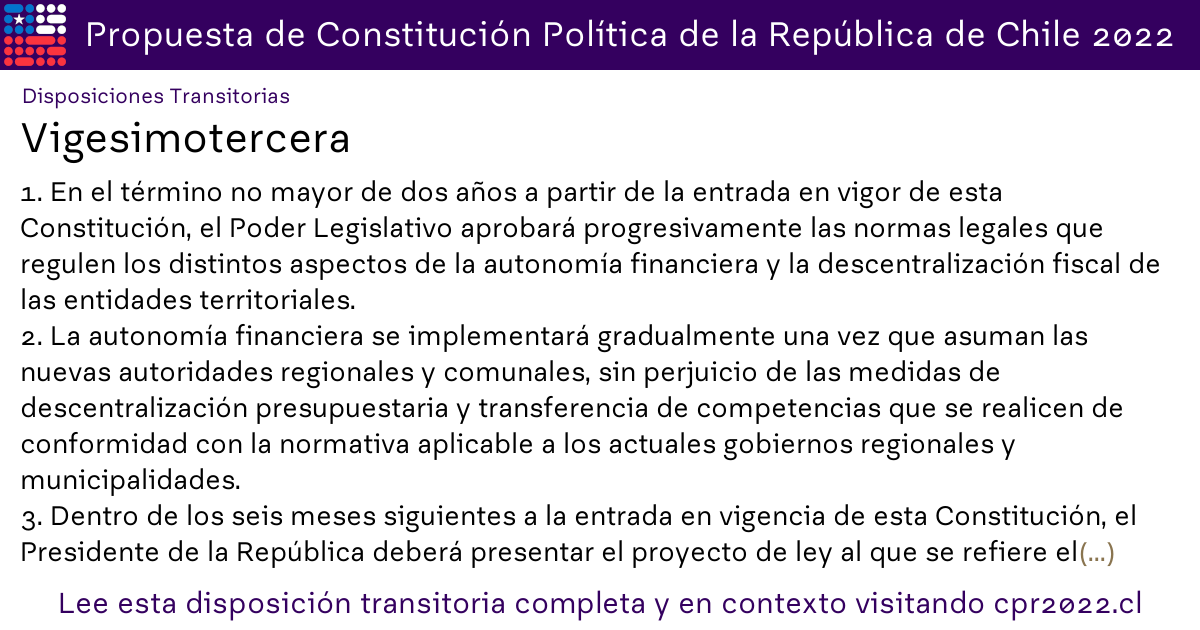 Propuesta de Constitución Política de la República de Chile 2022
Disposiciones Transitorias
Vigesimotercera
1. En el término no mayor de dos años a partir de la entrada en vigor de esta
Constitución, el Poder Legislativo aprobará progresivamente las normas legales que
regulen los distintos aspectos de la autonomía financiera y la descentralización fiscal de
las entidades territoriales.
2. La autonomía financiera se implementará gradualmente una vez que asuman las
nuevas autoridades regionales y comunales, sin perjuicio de las medidas de
descentralización presupuestaria y transferencia de competencias que se realicen de
conformidad con la normativa aplicable a los actuales gobiernos regionales y
municipalidades.
3. Dentro de los seis meses siguientes a la entrada en vigencia de esta Constitución, el
Presidente de la República deberá presentar el proyecto de ley al que se refiere el(...)
Lee esta disposición transitoria completa y en contexto visitando cpr2022.cl